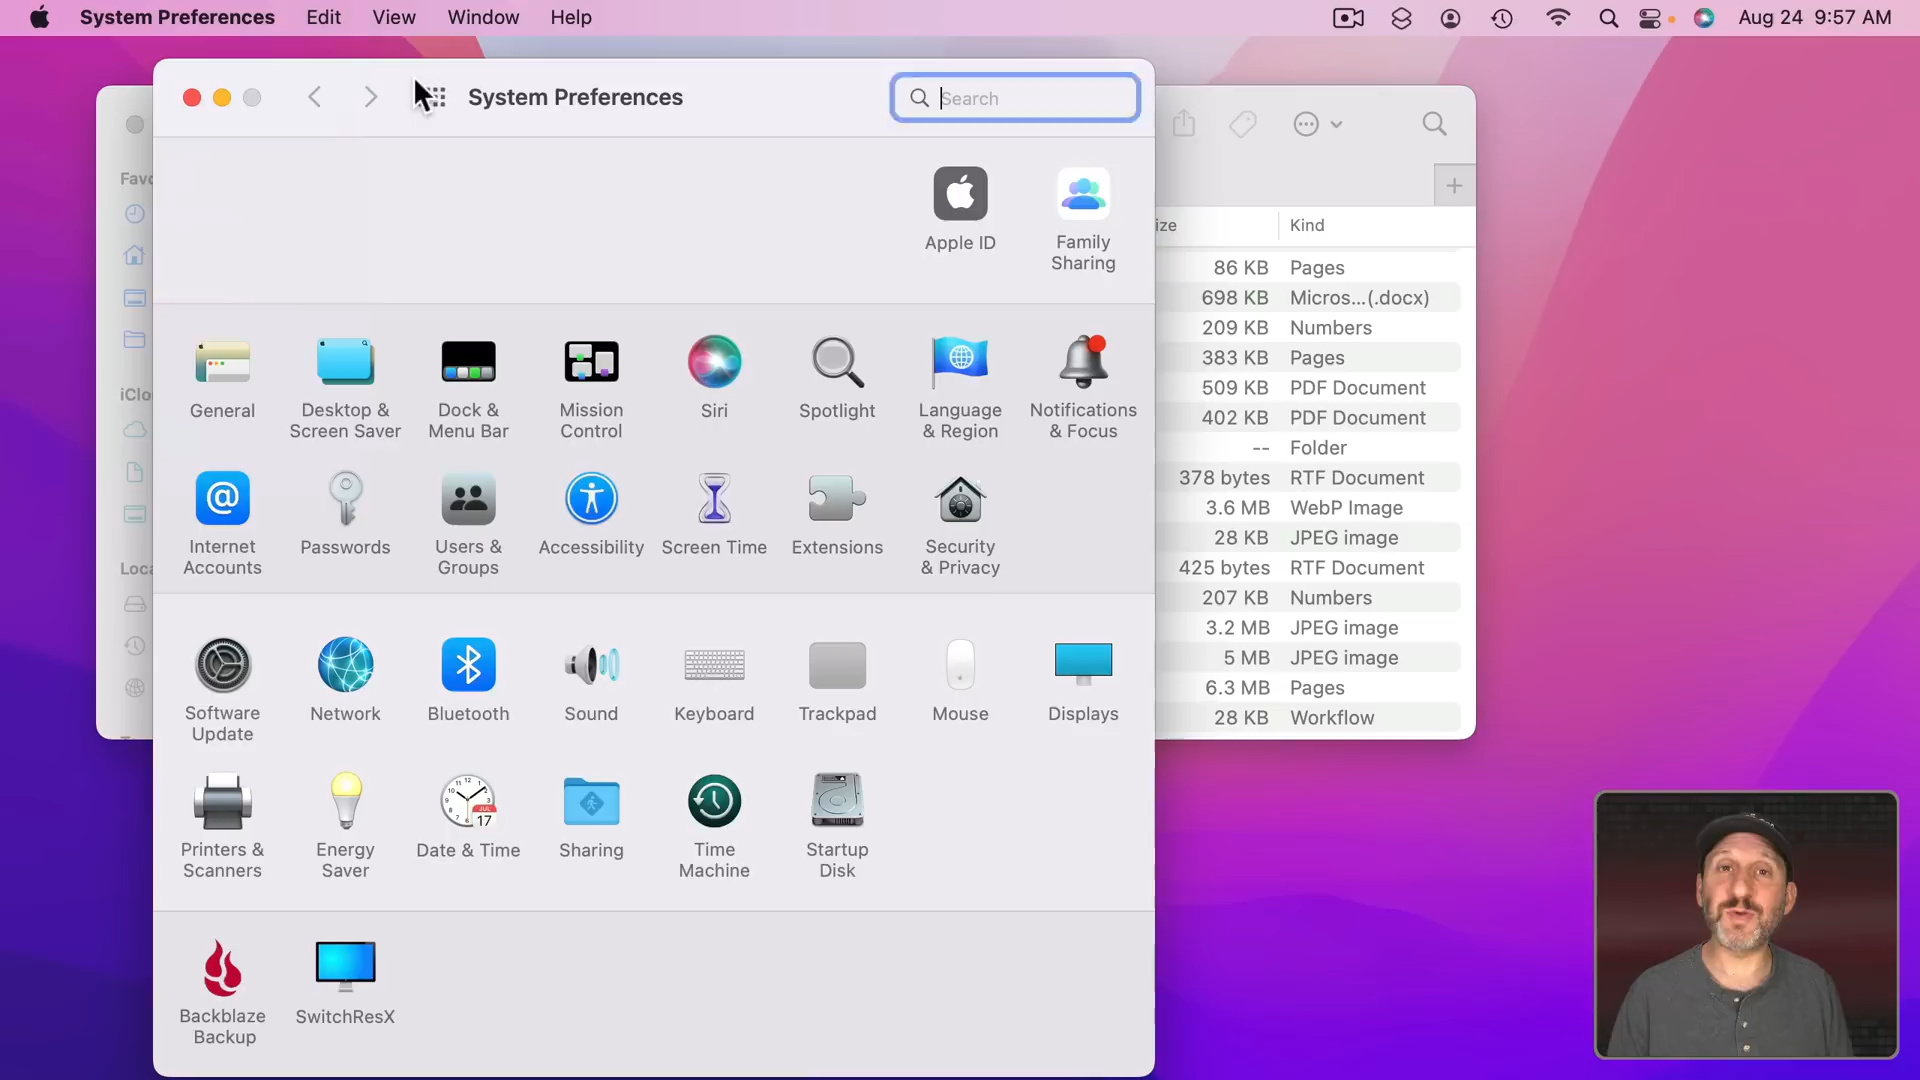 System Preferences Edit View Window Help Aug 24 9:57 AM
System Preferences
Search
Favo
iClo
Loca
Apple ID
Family
Sharing
General
Desktop &
Screen Saver
Dock &
Menu Bar
Mission
Control
Siri
Spotlight
Language
& Region
Notifications
& Focus
Internet
Accounts
Passwords
Users &
Groups
Accessibility
Screen Time
Extensions
Security
& Privacy
Software
Update
Network
Bluetooth
Sound
Keyboard
Trackpad
Mouse
Displays
Printers &
Scanners
Energy
Saver
JUL
17
Date & Time
Sharing
Time
Machine
Startup
Disk
Backblaze
Backup
SwitchResX
ize Kind
86 KB Pages
698 KB Micros...(.docx)
209 KB Numbers
383 KB Pages
509 KB PDF Document
402 KB PDF Document
-- Folder
378 bytes RTF Document
3.6 MB WebP Image
28 KB JPEG image
425 bytes RTF Document
207 KB Numbers
3.2 MB JPEG image
5 MB JPEG image
6.3 MB Pages
28 KB Workflow